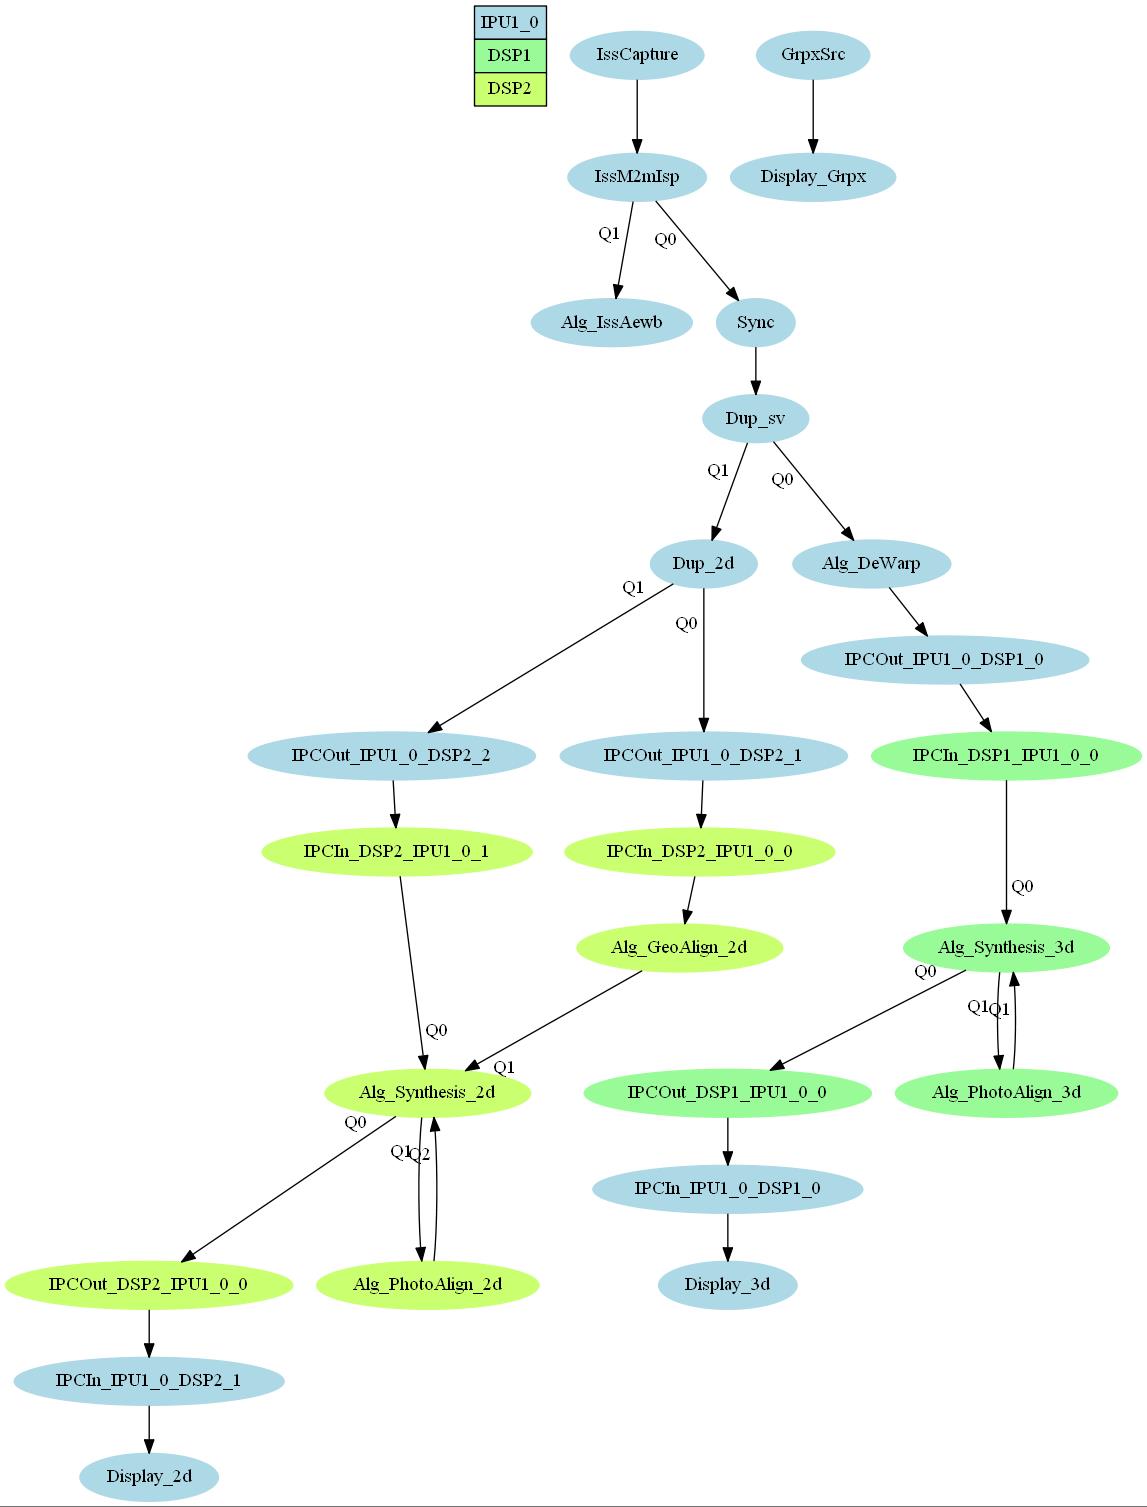 IPU1_0
DSP1
DSP2
IssCapture
GrpxSrc
IssM2mIsp
Display_Grpx
Q1
Q0
Alg_IssAewb
Sync
Dup_sv
Q1
Q0
Dup_2d
Alg_DeWarp
Q1
Q0
IPCOut_IPU1_0_DSP1_0
IPCOut_IPU1_0_DSP2_2
IPCOut_IPU1_0_DSP2_1
IPCIn_DSP1_IPU1_0_0
IPCIn_DSP2_IPU1_0_1
IPCIn_DSP2_IPU1_0_0
Q0
Alg_GeoAlign_2d
Alg_Synthesis_3d
Q0
Q1
Q1
Q0
Q1
Alg_Synthesis_2d
IPCOut_DSP1_IPU1_0_0
Alg_PhotoAlign_3d
Q0
Q1
Q2
IPCIn_IPU1_0_DSP1_0
IPCOut_DSP2_IPU1_0_0
Alg_PhotoAlign_2d
Display_3d
IPCIn_IPU1_0_DSP2_1
Display_2d